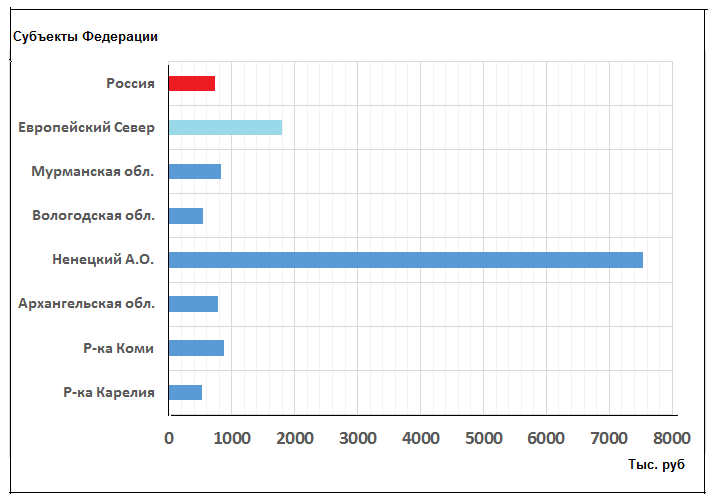 Субъекты Федерации
Россия
Европейский Север
Мурманская обл.
Вологодская обл.
Ненецкий А.О.
Архангельская обл.
Р-ка Коми
Р-ка Карелия
0 1000 2000 3000 4000 5000 6000 7000 8000
Тыс. руб